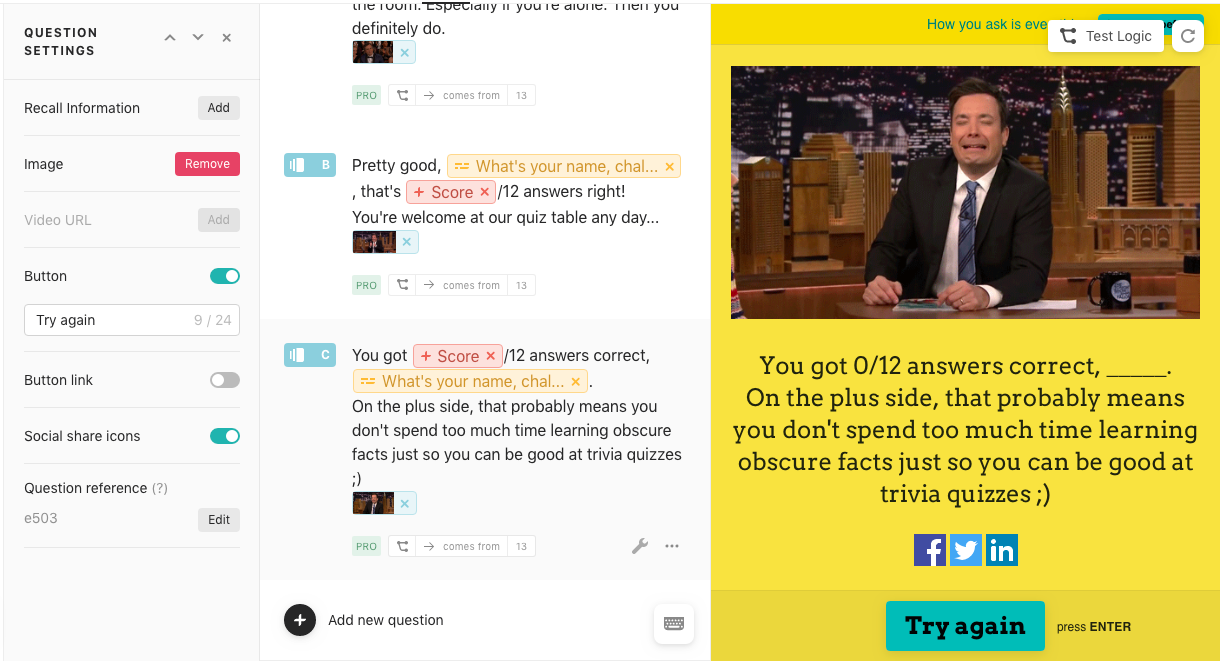 QUESTION
SETTINGS
Recall Information
Add
Image
Remove
Video URL
Add
Button
Try again
9 / 24
Button link
Social share icons
Question reference (?)
e503
Edit
the room. Especially if you're alone. Then you
definitely do.
PRO
comes from
13
B
Pretty good, What's your name, chal...
, that's + Score /12 answers right!
You're welcome at our quiz table any day...
PRO
comes from
13
C
You got + Score /12 answers correct,
What's your name, chal... .
On the plus side, that probably means you
don't spend too much time learning obscure
facts just so you can be good at trivia quizzes
;)
PRO
comes from
13
Add new question
How you ask is eve
Test Logic
You got 0/12 answers correct, _____.
On the plus side, that probably means
you don't spend too much time learning
obscure facts just so you can be good at
trivia quizzes ;)
f
in
Try again
press ENTER